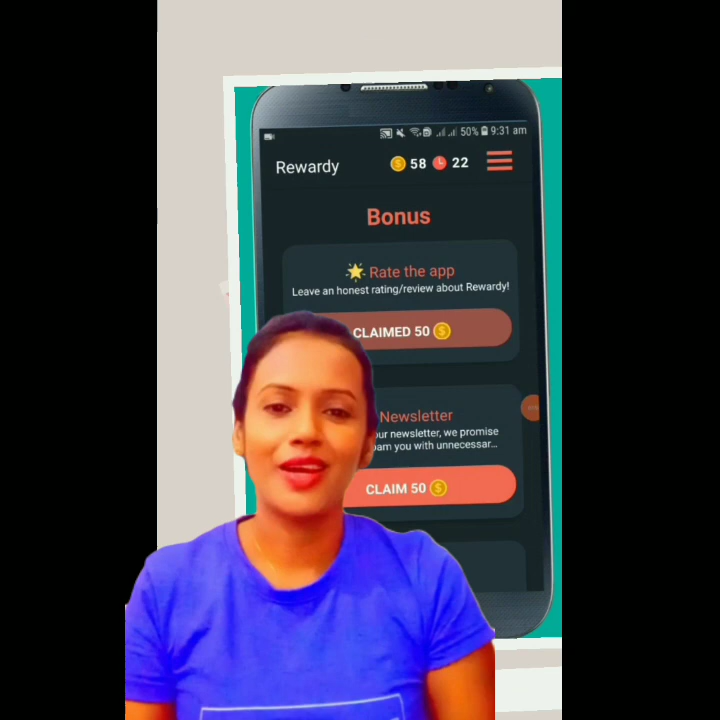 50% 9:31 am
Rewardy 58 22
Bonus
Rate the app
Leave an honest rating/review about Rewardy!
CLAIMED 50
Newsletter
our newsletter, we promise
you with unnecessar...
CLAIM 50